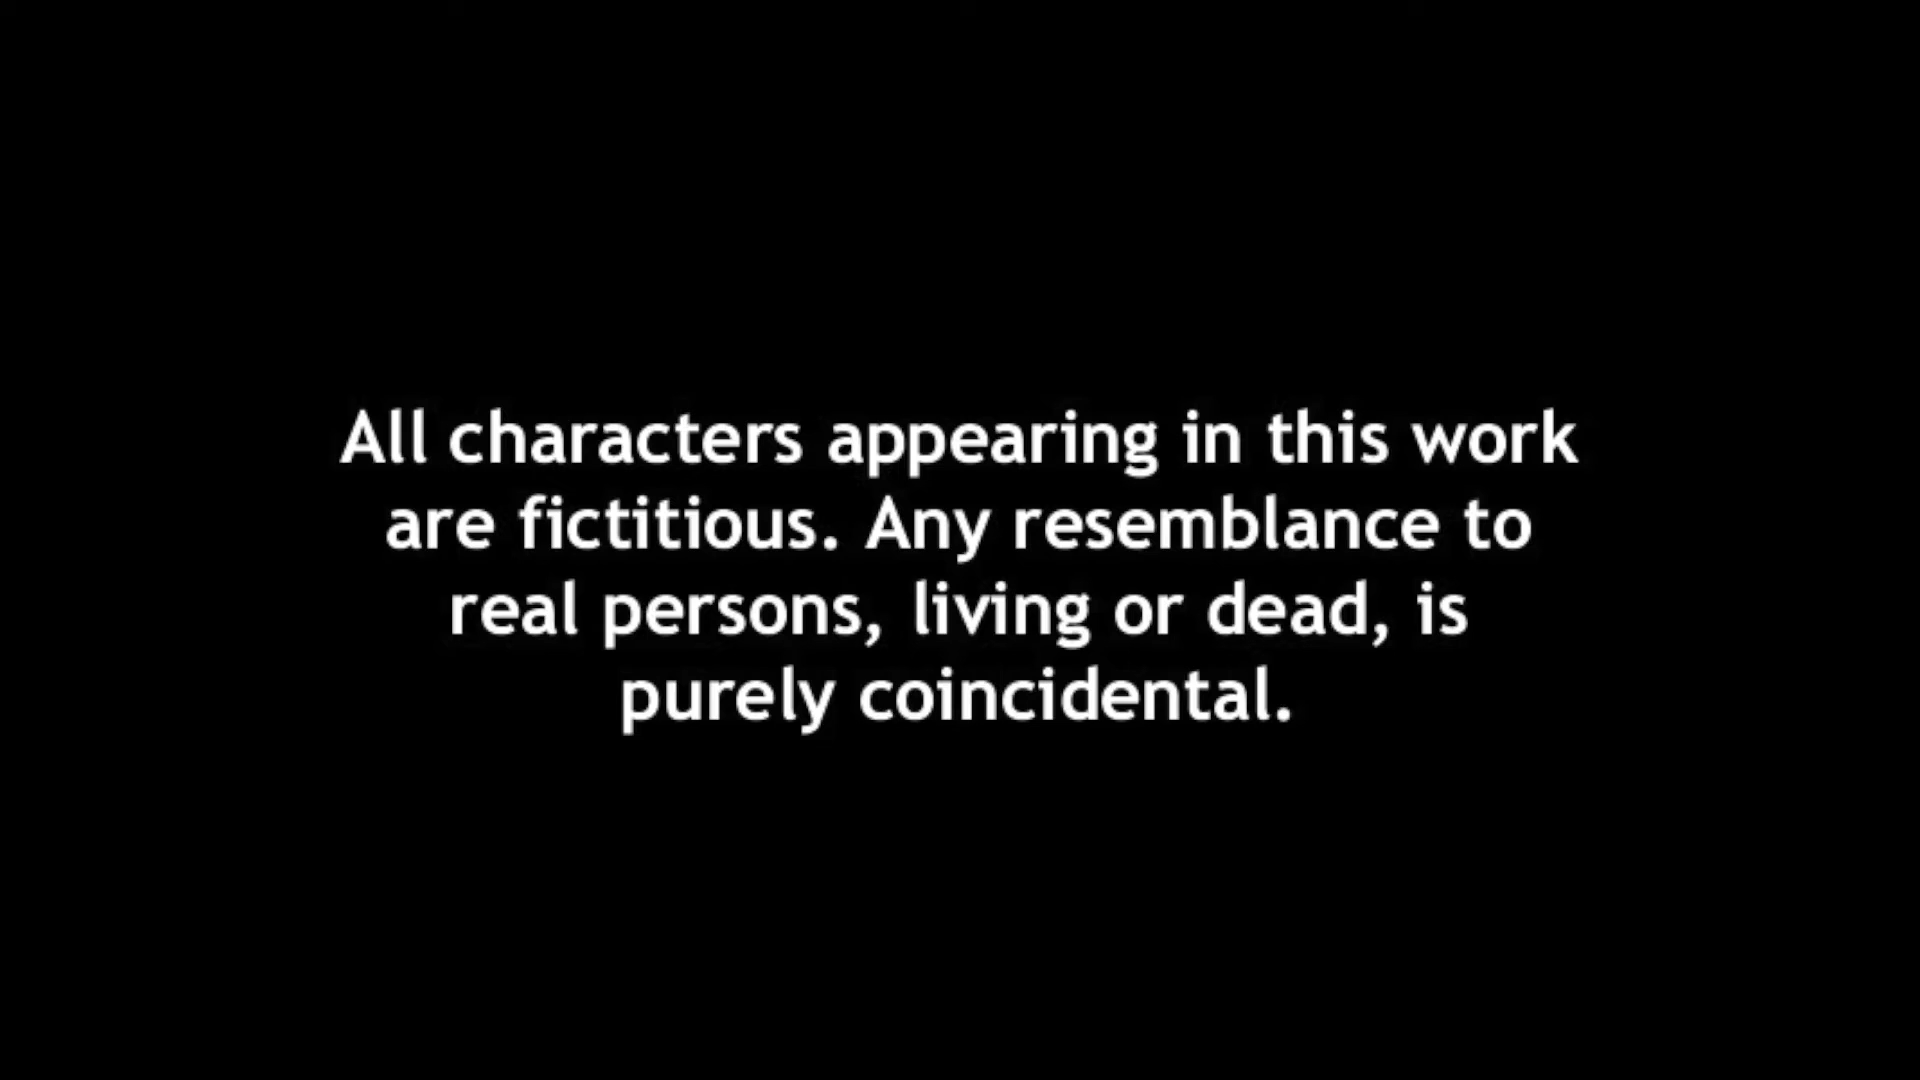 All characters appearing in this work
are fictitious. Any resemblance to
real persons, living or dead, is
purely coincidental.